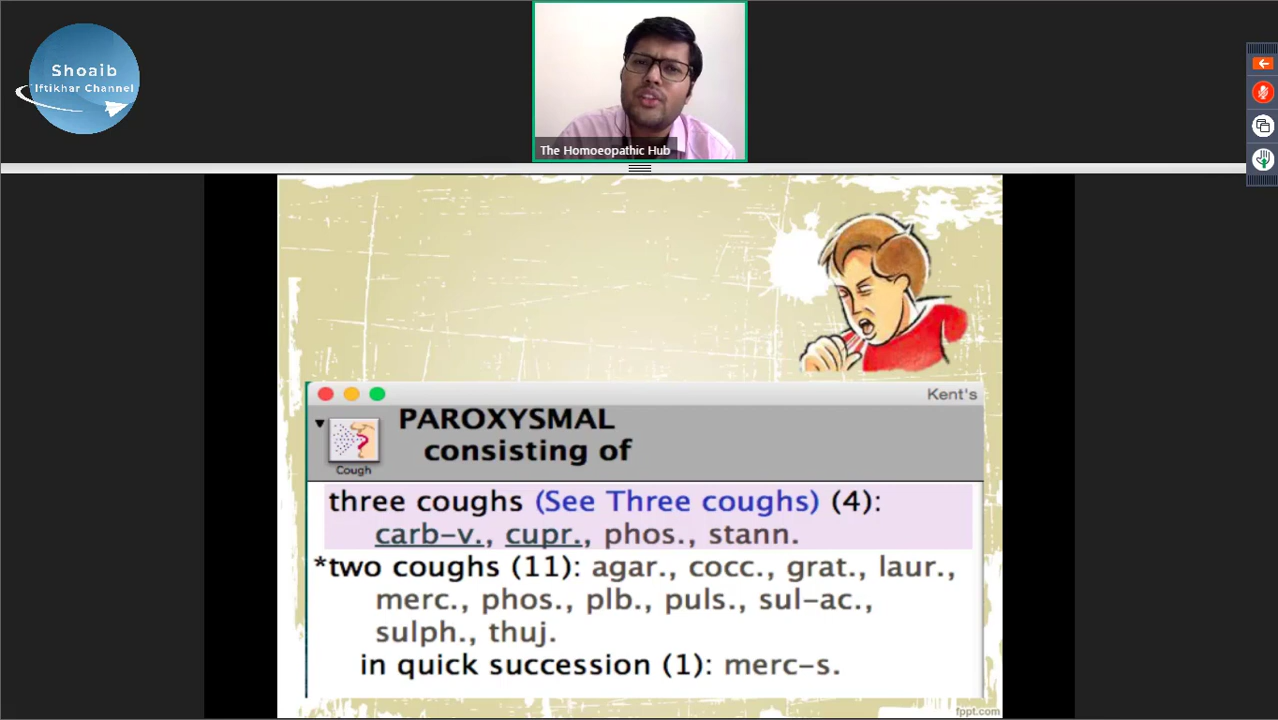 Shoaib
Iftikhar Channel
The Homoeopathic Hub
Kent's
PAROXYSMAL
consisting of
Cough
three coughs (See Three coughs) (4):
carb-v., cupr., phos., stann.
*two coughs (11): agar., cocc., grat., laur.,
merc., phos., plb., puls., sul-ac.,
sulph., thuj.
in quick succession (1): merc-s.
fppt.com